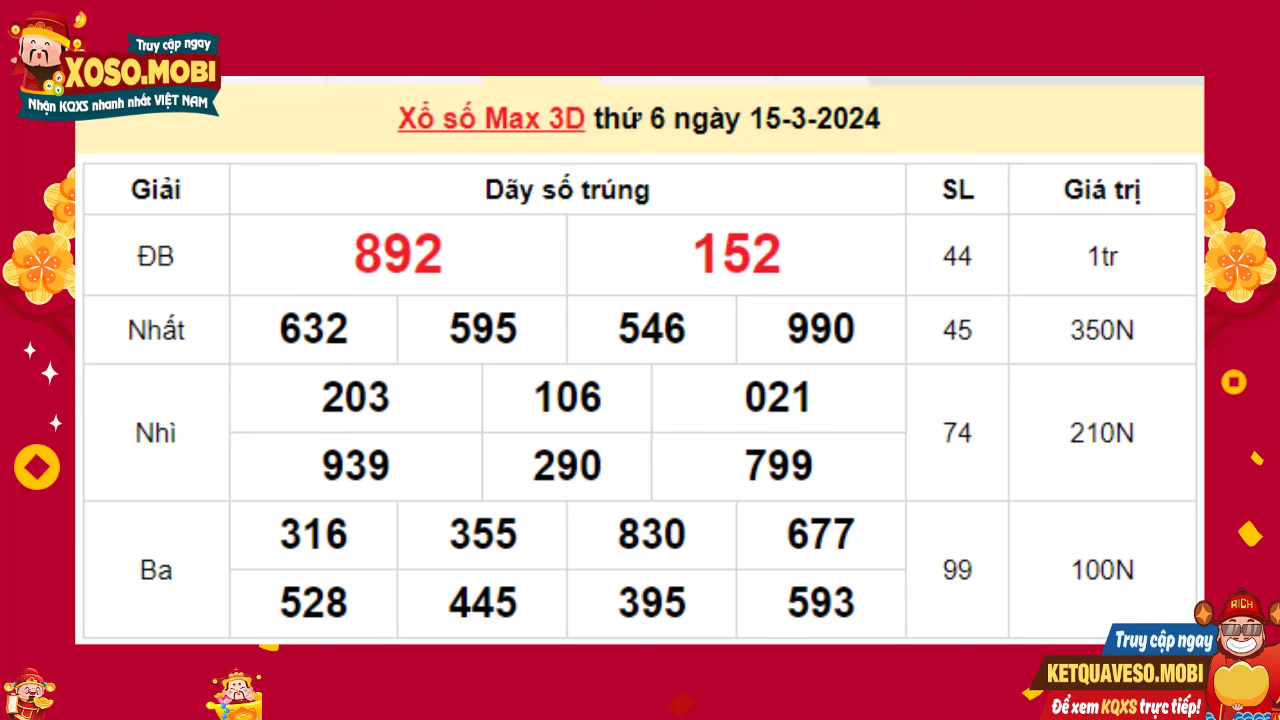 Truy cập ngay
XOSO.MOBI
Nhận KQXS nhanh nhất VIỆT NAM
Xổ số Max 3D thứ 6 ngày 15-3-2024
Giải Dãy số trúng SL Giá trị
ĐB 892 152 44 1tr
Nhất 632 595 546 990 45 350N
203 106 021
Nhì 74 210N
939 290 799
316 355 830 677
Ba 99 100N
528 445 395 593
RICH
Truy cập ngay
KETQUAVESO.MOBI
Để xem KQXS trực tiếp!